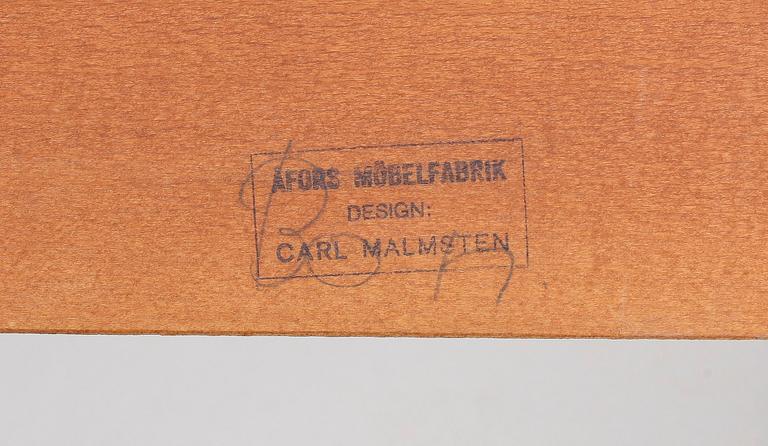 ÅFORS MÖBELFABRIK
DESIGN:
CARL MALMSTEN